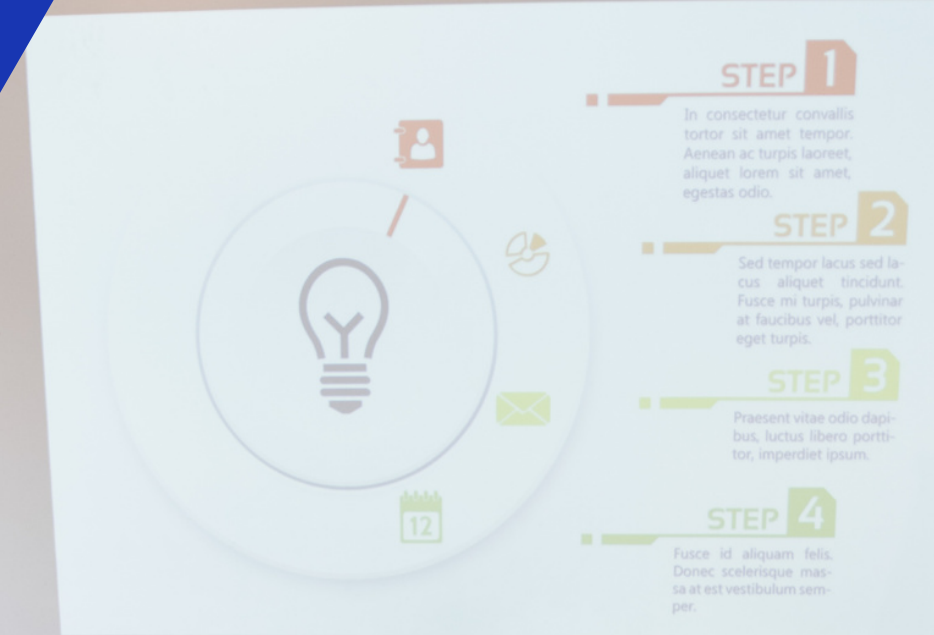 STEP 1
In consectetur convallis
tortor sit amet tempor.
Aenean ac turpis laoreet,
aliquet lorem sit amet,
egestas odio.
STEP 2
Sed tempor lacus sed la-
cus aliquet tincidunt.
Fusce mi turpis, pulvinar
at faucibus vel, porttitor
eget turpis.
STEP 3
Praesent vitae odio dapi-
bus, luctus libero portti-
tor, imperdiet ipsum.
12
STEP 4
Fusce id aliquam felis.
Donec scelerisque mas-
sa at est vestibulum sem-
per.